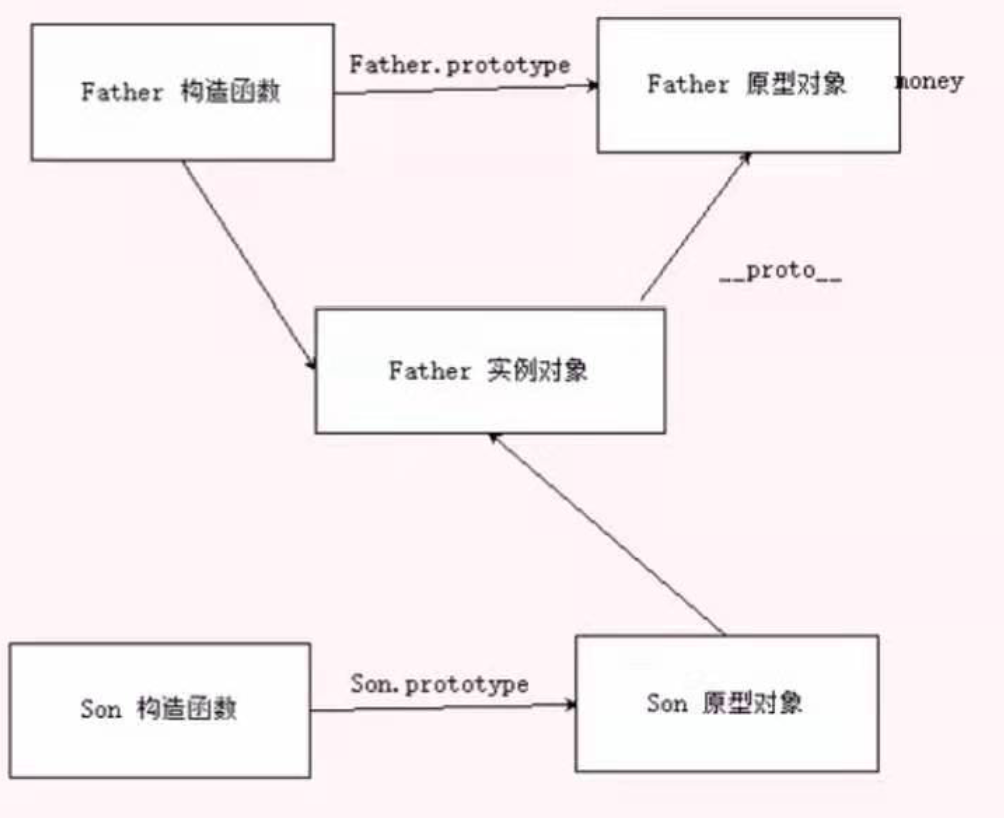 Father.prototype
Father 构造函数
Father 原型对象
money
__proto__
Father 实例对象
Son.prototype
Son 构造函数
Son 原型对象